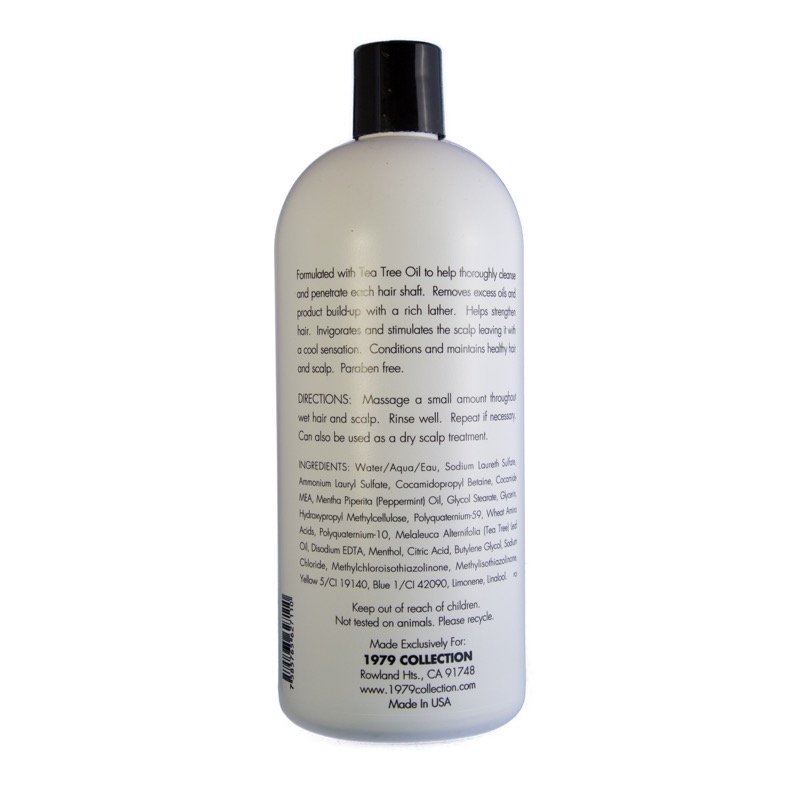 Formulated with Tea Tree Oil to help thoroughly cleanse
and penetrate each hair shaft. Removes excess oils and
product build-up with a rich lather. Helps strengthen
hair. Invigorates and stimulates the scalp leaving it with
a cool sensation. Conditions and maintains healthy hair
and scalp. Paraben free.
DIRECTIONS: Massage a small amount throughout
wet hair and scalp. Rinse well. Repeat if necessary.
Can also be used as a dry scalp treatment.
INGREDIENTS: Water/Aqua/Eau, Sodium Laureth Sulfate,
Ammonium Lauryl Sulfate, Cocamidopropyl Betaine, Cocamide
MEA, Mentha Piperita (Peppermint) Oil, Glycol Stearate, Glycerin,
Hydroxypropyl Methylcellulose, Polyquaternium-59, Wheat Amino
Acids, Polyquaternium-10, Melaleuca Alternifolia (Tea Tree) Leaf
Oil, Disodium EDTA, Menthol, Citric Acid, Butylene Glycol, Sodium
Chloride, Methylchloroisothiazolinone, Methylisothiazolinone,
Yellow 5/CI 19140, Blue 1/CI 42090, Limonene, Linalool.
Keep out of reach of children.
Not tested on animals. Please recycle.
Made Exclusively For:
1979 COLLECTION
Rowland Hts., CA 91748
www.1979collection.com
Made In USA